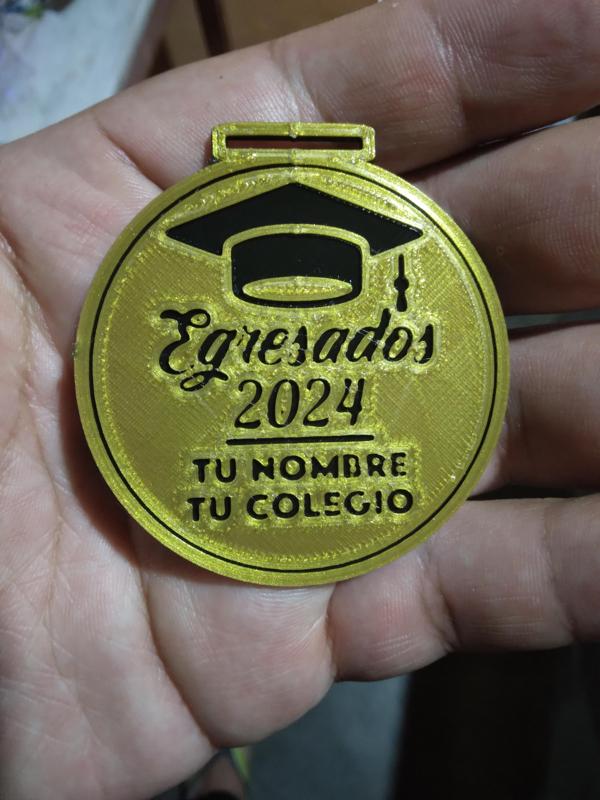 Egresados
2024
TU NOMBRE
TU COLEGIO